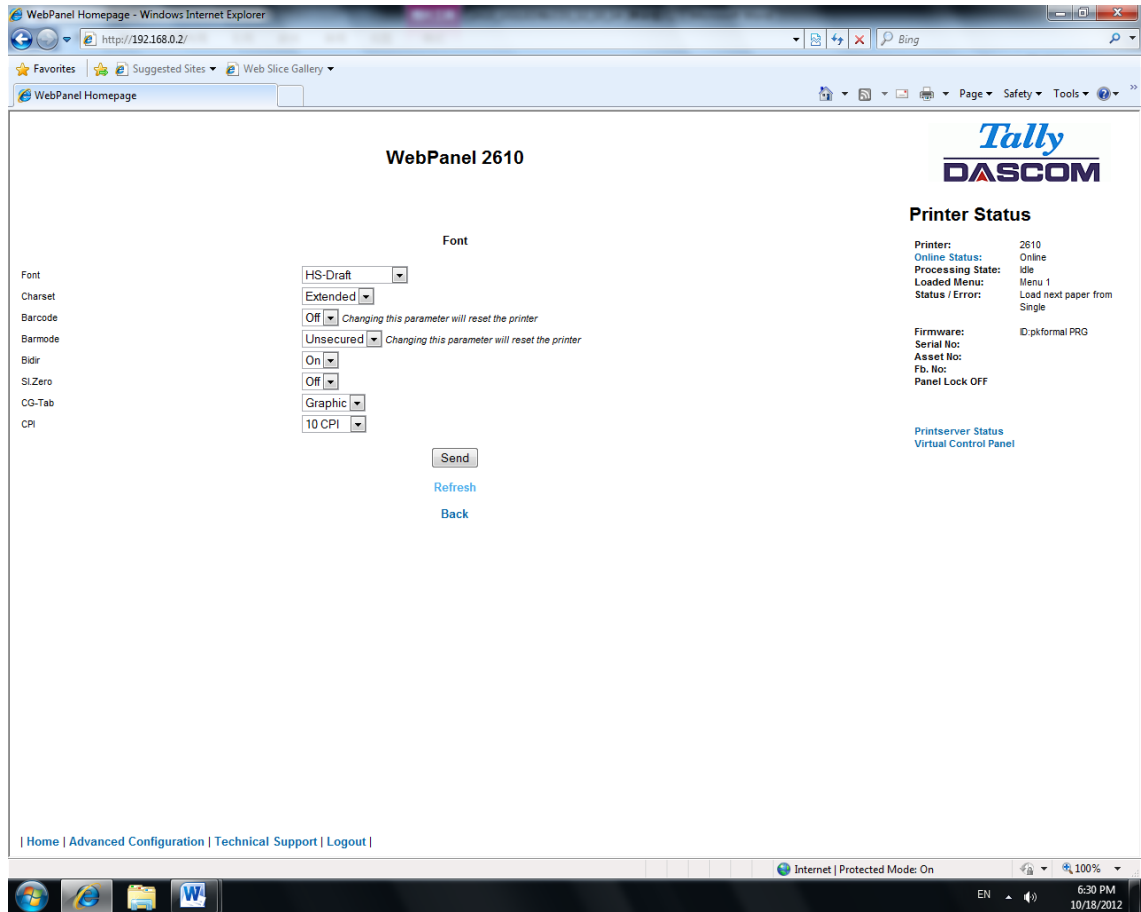 WebPanel Homepage - Windows Internet Explorer
http://192.168.0.2/
Bing
Favorites Suggested Sites Web Slice Gallery
WebPanel Homepage
Page Safety Tools
WebPanel 2610
Tally
DASCOM
Printer Status
Font
Printer: 2610
Online Status: Online
Processing State: Idle
Loaded Menu: Menu 1
Status / Error: Load next paper from
Single
Firmware: ID:pkformal PRG
Serial No:
Asset No:
Fb. No:
Panel Lock OFF
Printserver Status
Virtual Control Panel
Font HS-Draft
Charset Extended
Barcode Off Changing this parameter will reset the printer
Barmode Unsecured Changing this parameter will reset the printer
Bidir On
Sl.Zero Off
CG-Tab Graphic
CPI 10 CPI
Send
Refresh
Back
| Home | Advanced Configuration | Technical Support | Logout |
Internet | Protected Mode: On 100%
EN 6:30 PM
10/18/2012